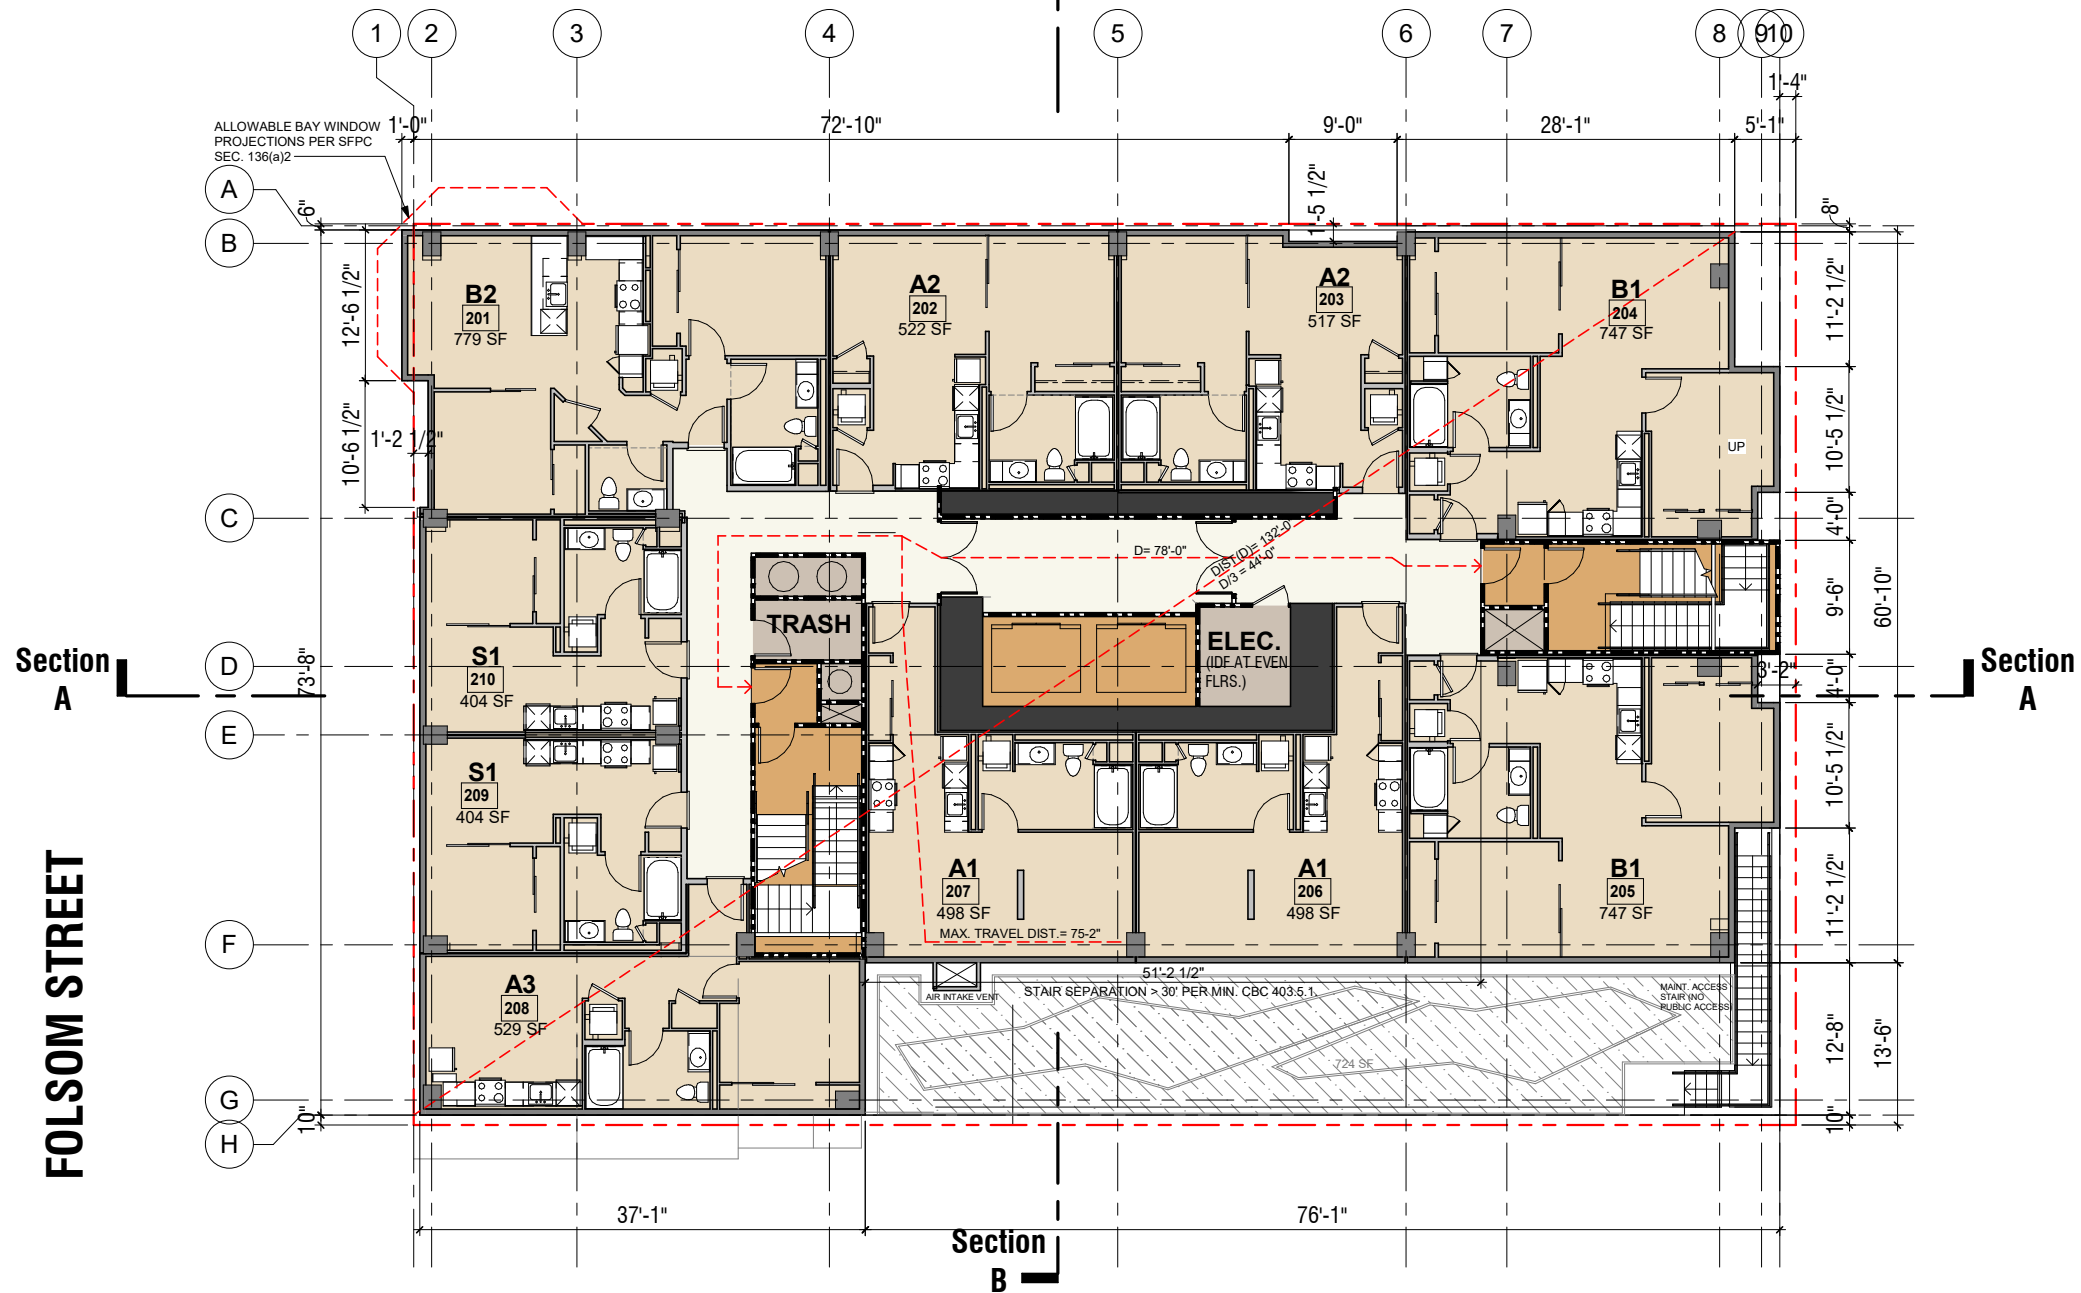 1 2 3 4 5 6 7 8 9 10
1'-4"
ALLOWABLE BAY WINDOW
PROJECTIONS PER SFPC
SEC. 136(a)2
1'-0"
72'-10"
9'-0"
28'-1"
5'-1"
A
B
6"
1'-5 1/2"
8"
12'-6 1/2"
10'-6 1/2"
1'-2 1/2"
B2
201
779 SF
A2
202
522 SF
A2
203
517 SF
B1
204
747 SF
UP
11'-2 1/2"
10'-5 1/2"
4'-0"
9'-6"
60'-10"
C
D= 78'-0"
DIST(D)= 132'-0
D/3 = 44'-0"
TRASH
ELEC.
(IDF AT EVEN
FLRS.)
Section
A
73'-8"
D
S1
210
404 SF
3'-2"
4'-0"
Section
A
E
S1
209
404 SF
10'-5 1/2"
FOLSOM STREET
A1
207
498 SF
A1
206
498 SF
B1
205
747 SF
11'-2 1/2"
F
MAX. TRAVEL DIST.= 75-2"
51'-2 1/2"
STAIR SEPARATION > 30' PER MIN. CBC 403.5.1.
AIR INTAKE VENT
MAINT. ACCESS
STAIR (NO
PUBLIC ACCESS)
A3
208
529 SF
724 SF
12'-8"
13'-6"
G
H
10"
10"
37'-1"
76'-1"
Section
B